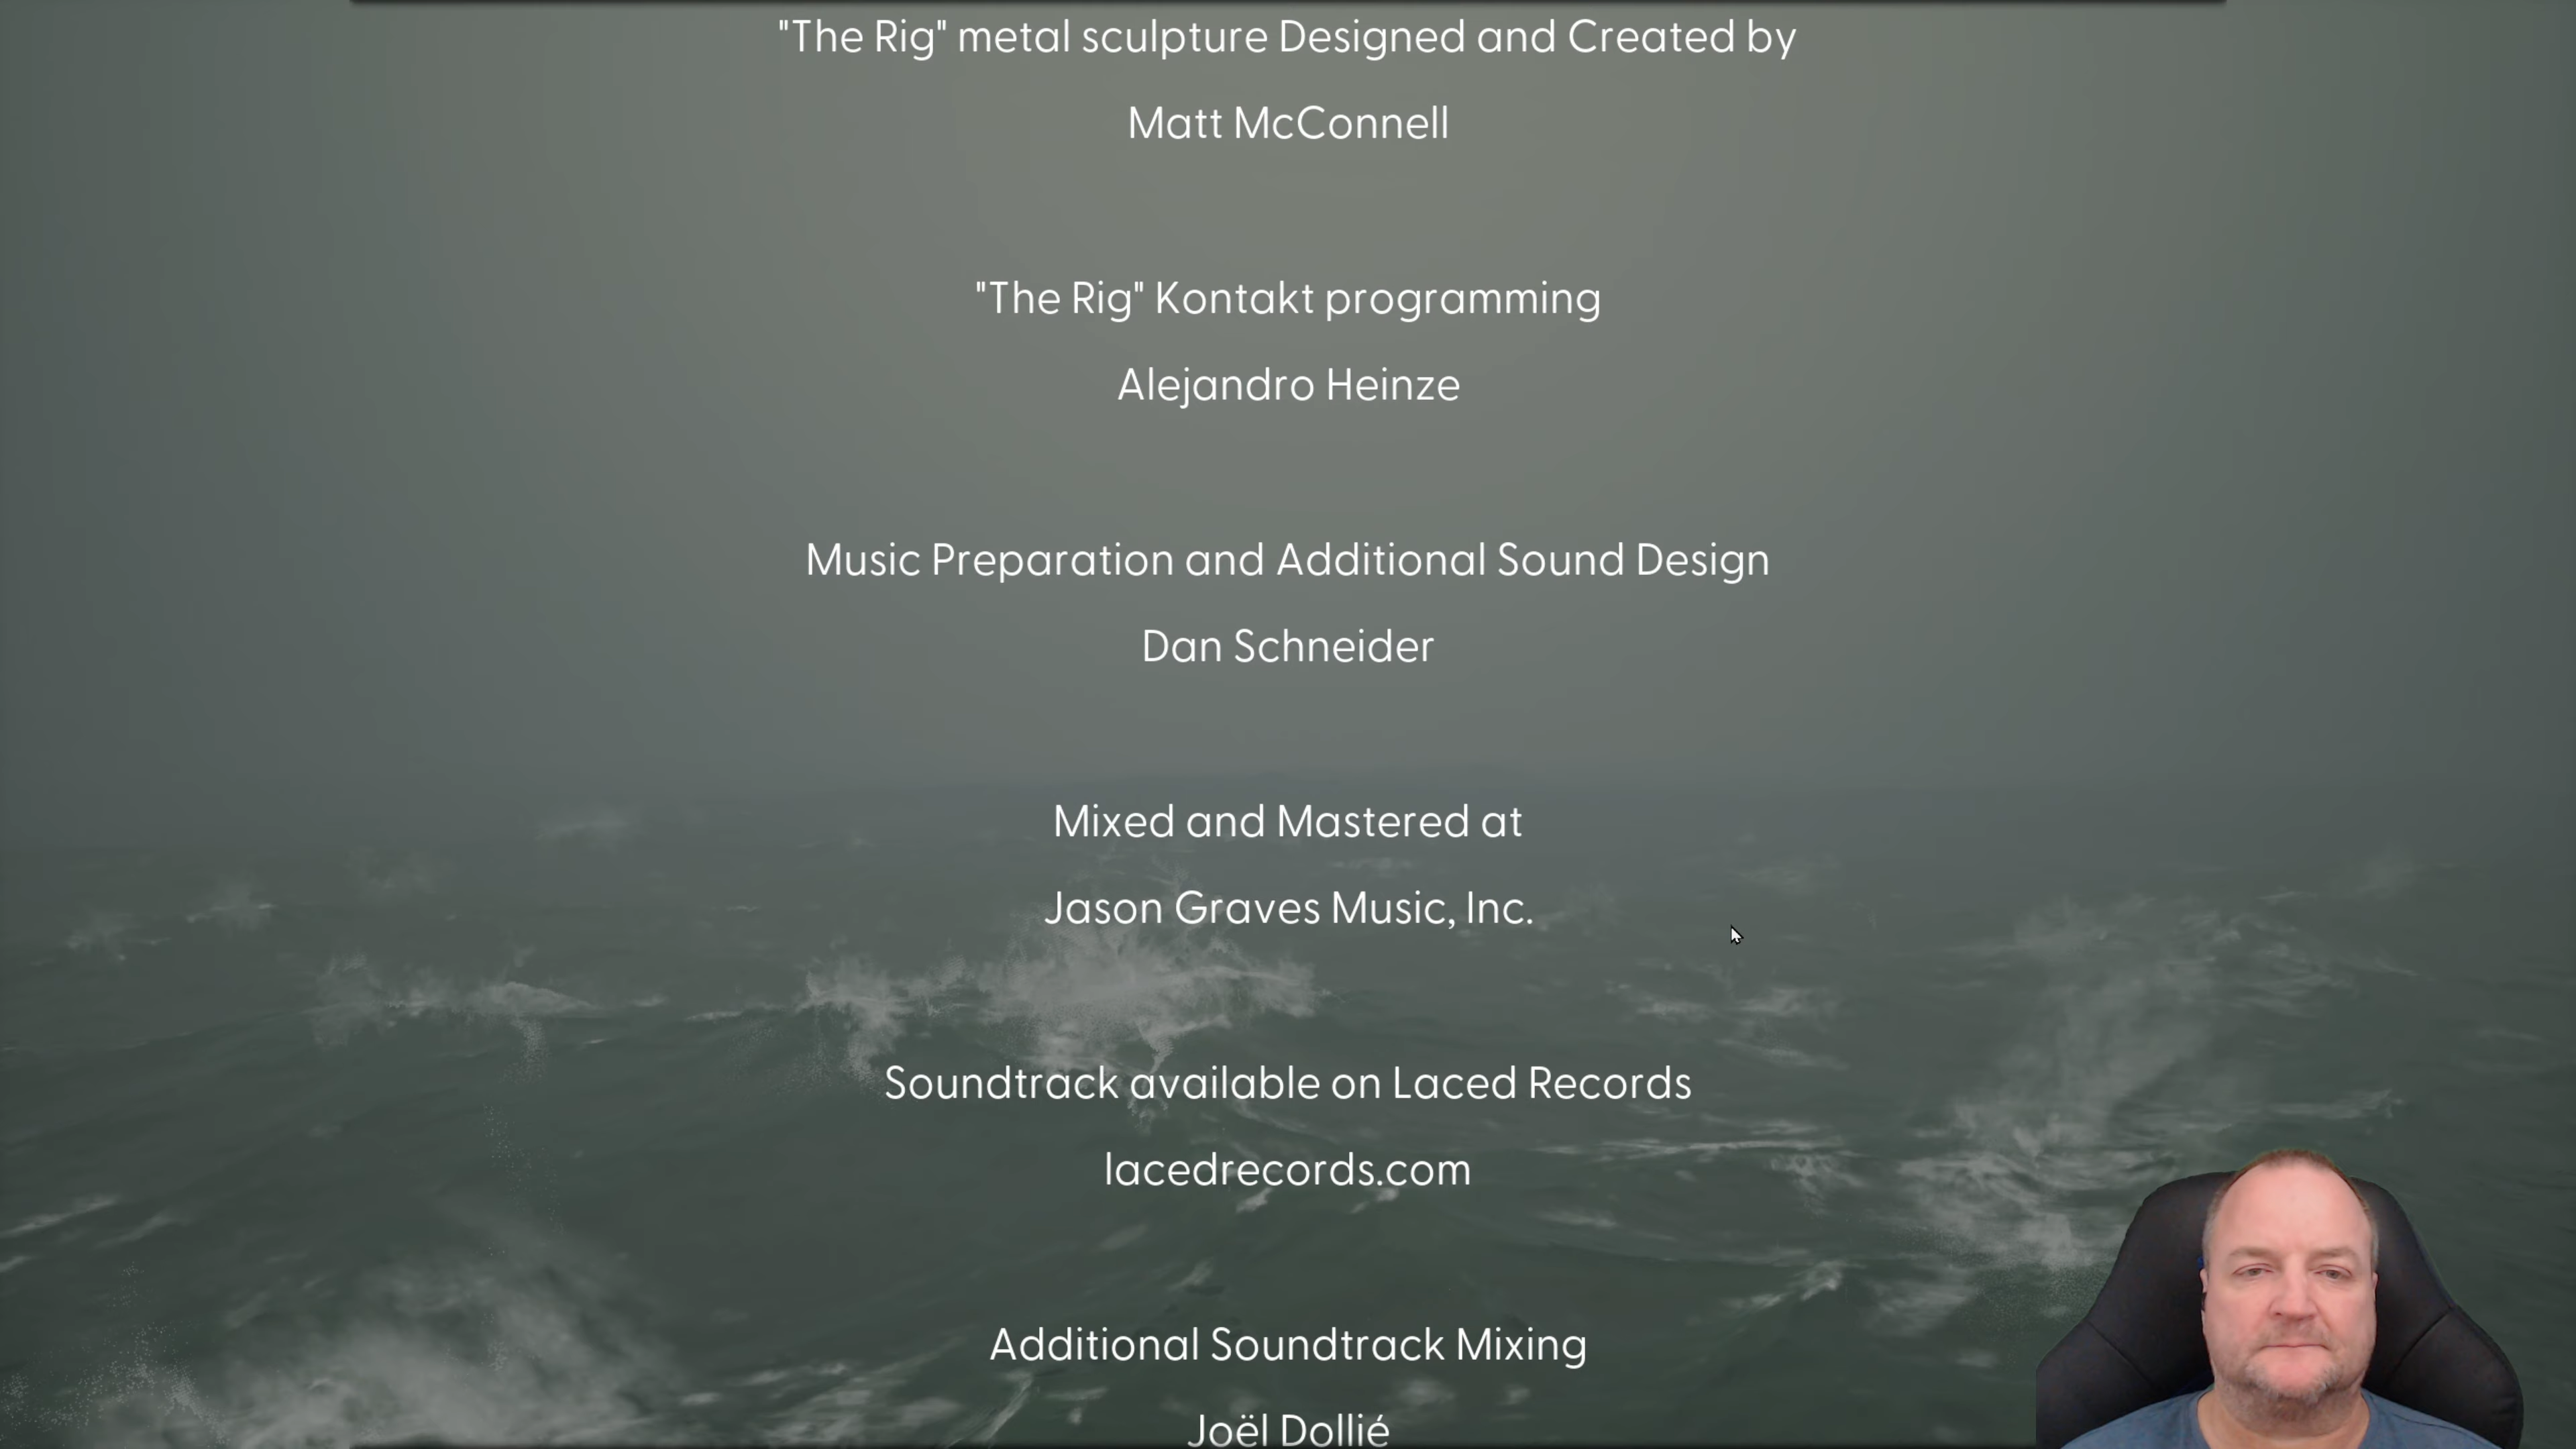 "The Rig" metal sculpture Designed and Created by
Matt McConnell
"The Rig" Kontakt programming
Alejandro Heinze
Music Preparation and Additional Sound Design
Dan Schneider
Mixed and Mastered at
Jason Graves Music, Inc.
Soundtrack available on Laced Records
lacedrecords.com
Additional Soundtrack Mixing
Joël Dollié